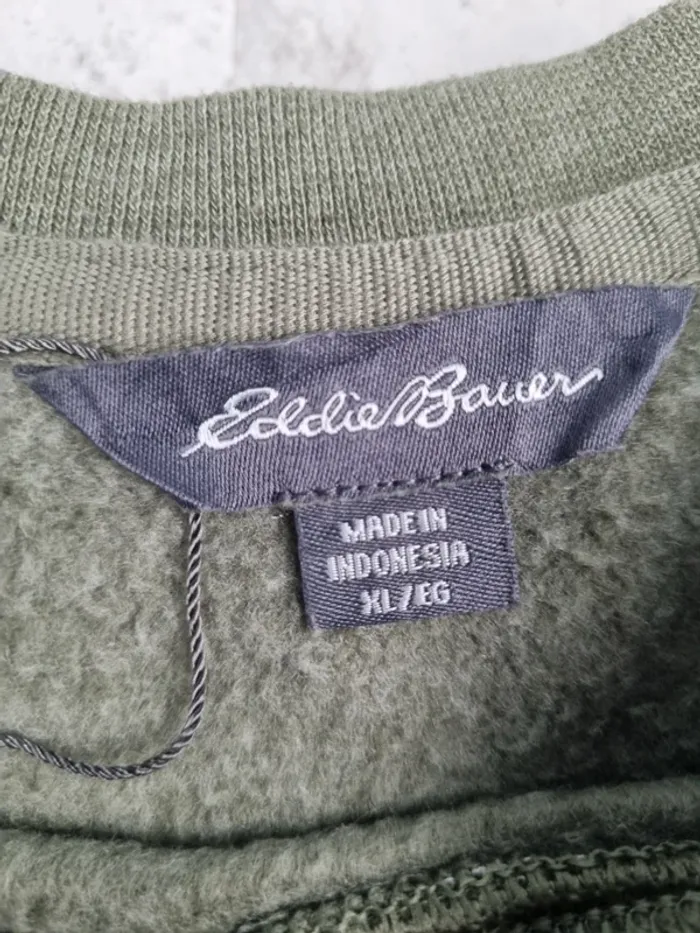 Eddie Bauer
MADE IN
INDONESIA
XL/EG